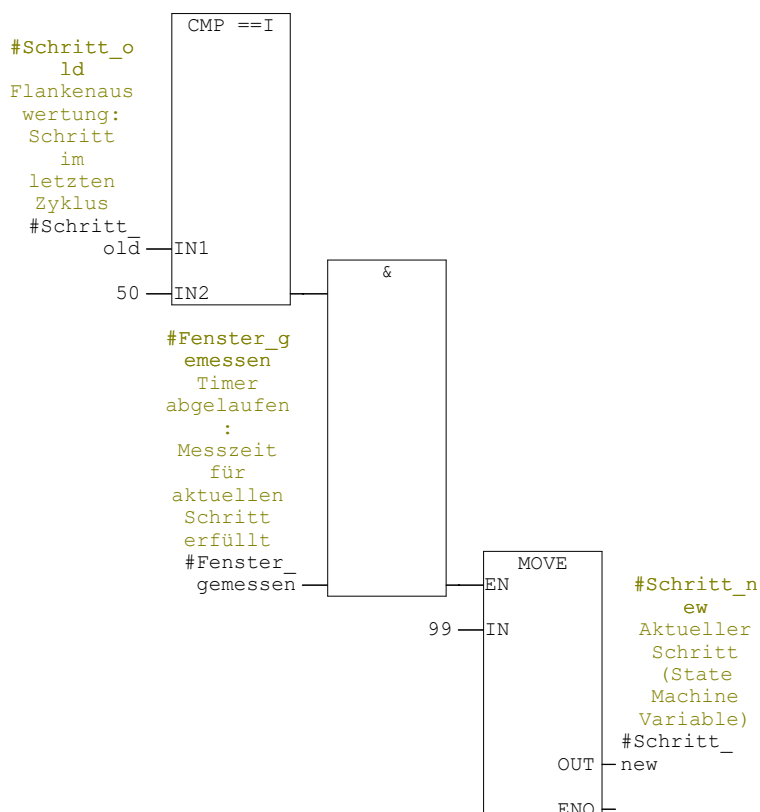 CMP ==I
#Schritt_o
ld
Flankenaus
wertung:
Schritt
im
letzten
Zyklus
#Schritt_
old
IN1
50
IN2
&
#Fenster_g
emessen
Timer
abgelaufen
:
Messzeit
für
aktuellen
Schritt
erfüllt
#Fenster_
gemessen
MOVE
EN
99
IN
#Schritt_n
ew
Aktueller
Schritt
(State
Machine
Variable)
#Schritt_
OUT
new
ENO